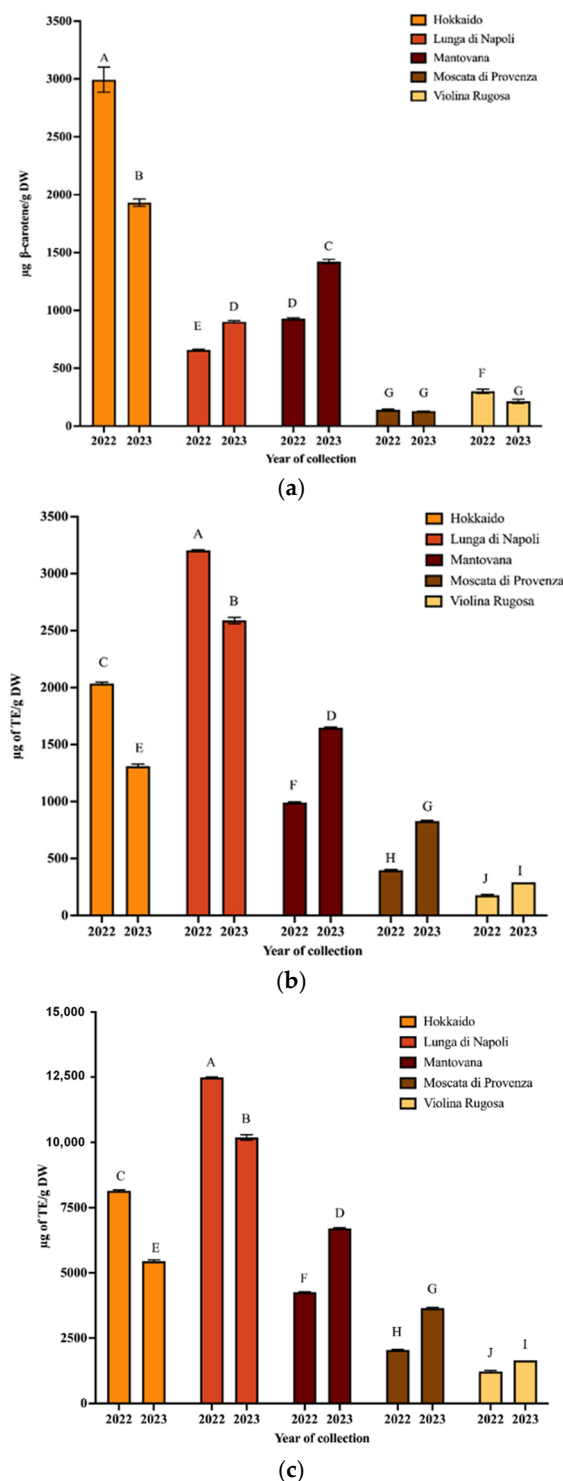 3500
3000
2500
2000
1500
1000
500
0
µg β-carotene/g DW
Hokkaido
Lunga di Napoli
Mantovana
Moscata di Provenza
Violina Rugosa
A
B
E
D
D
C
G
G
F
G
2022 2023 2022 2023 2022 2023 2022 2023 2022 2023
Year of collection
(a)
3500
3000
2500
2000
1500
1000
500
0
µg of TE/g DW
Hokkaido
Lunga di Napoli
Mantovana
Moscata di Provenza
Violina Rugosa
C
E
A
B
F
D
H
G
J
I
2022 2023 2022 2023 2022 2023 2022 2023 2022 2023
Year of collection
(b)
15,000
12,500
10,000
7500
5000
2500
0
µg of TE/g DW
Hokkaido
Lunga di Napoli
Mantovana
Moscata di Provenza
Violina Rugosa
C
E
A
B
F
D
H
G
J
I
2022 2023 2022 2023 2022 2023 2022 2023 2022 2023
Year of collection
(c)